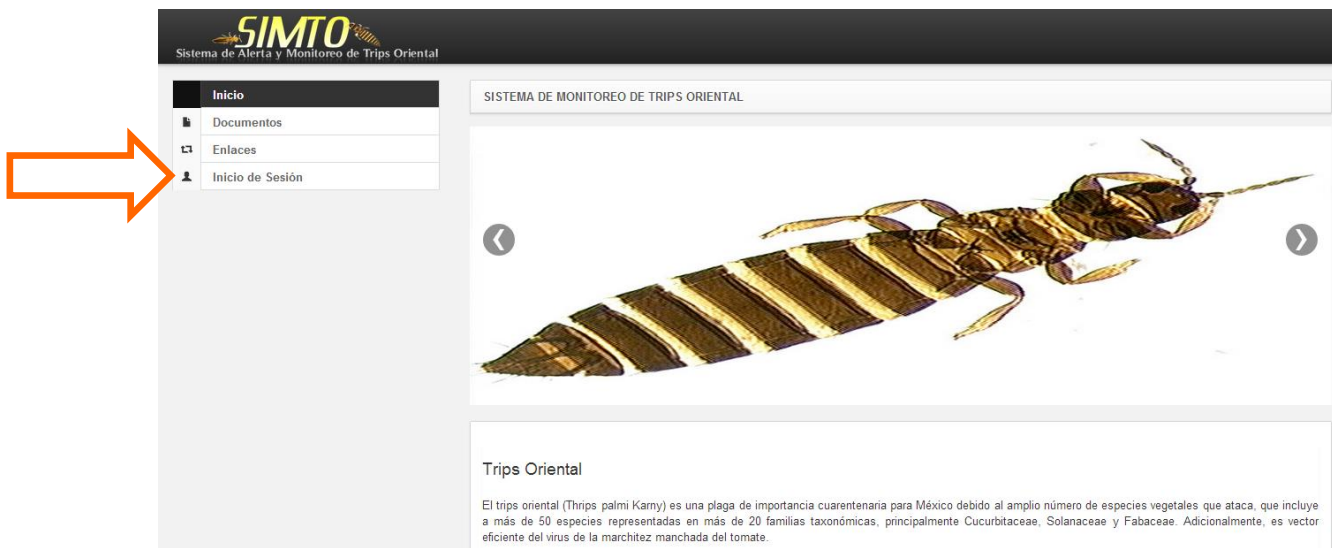 SIMTO
Sistema de Alerta y Monitoreo de Trips Oriental
Inicio
Documentos
Enlaces
Inicio de Sesión
SISTEMA DE MONITOREO DE TRIPS ORIENTAL
Trips Oriental
El trips oriental (Thrips palmi Karny) es una plaga de importancia cuarentenaria para México debido al amplio número de especies vegetales que ataca, que incluye
a más de 50 especies representadas en más de 20 familias taxonómicas, principalmente Cucurbitaceae, Solanaceae y Fabaceae. Adicionalmente, es vector
eficiente del virus de la marchitez manchada del tomate.